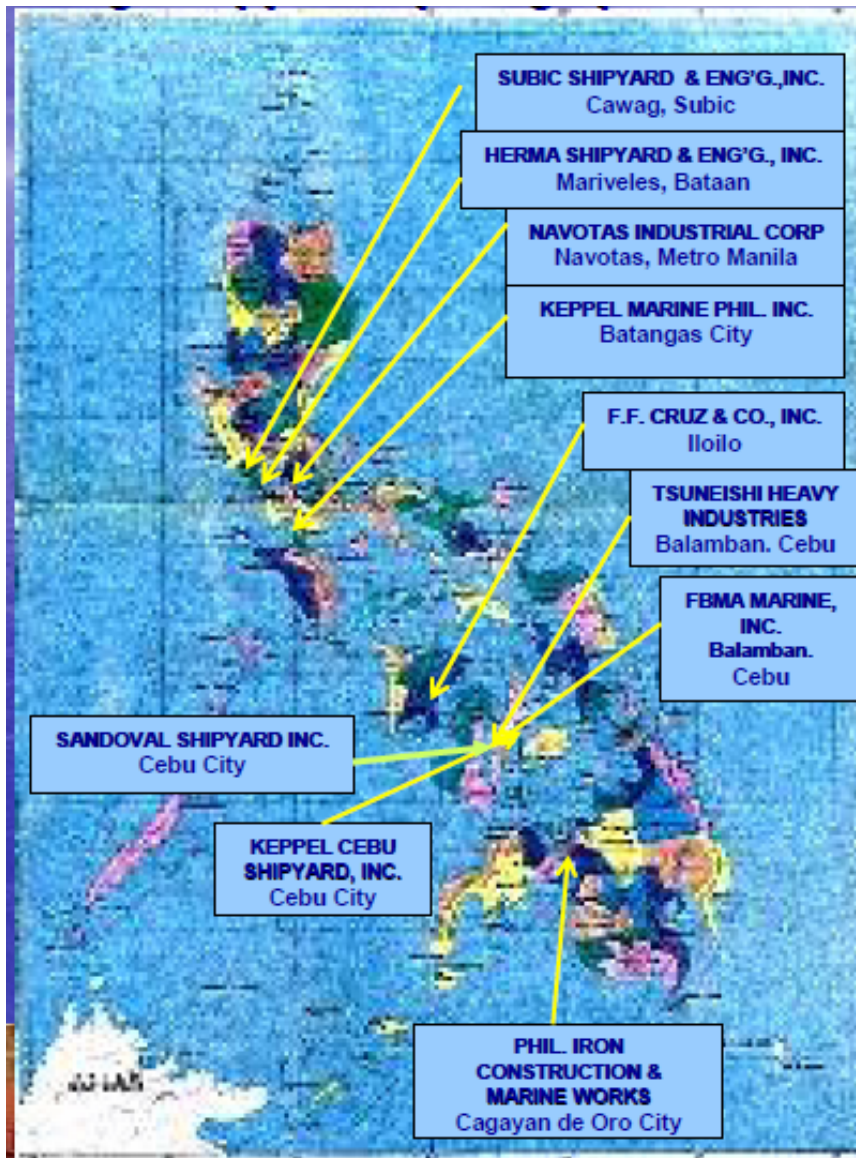 SUBIC SHIPYARD & ENG'G.,INC.
Cawag, Subic
HERMA SHIPYARD & ENG'G., INC.
Mariveles, Bataan
NAVOTAS INDUSTRIAL CORP
Navotas, Metro Manila
KEPPEL MARINE PHIL. INC.
Batangas City
F.F. CRUZ & CO., INC.
Iloilo
TSUNEISHI HEAVY
INDUSTRIES
Balamban. Cebu
FBMA MARINE,
INC.
Balamban.
Cebu
SANDOVAL SHIPYARD INC.
Cebu City
KEPPEL CEBU
SHIPYARD, INC.
Cebu City
PHIL. IRON
CONSTRUCTION &
MARINE WORKS
Cagayan de Oro City